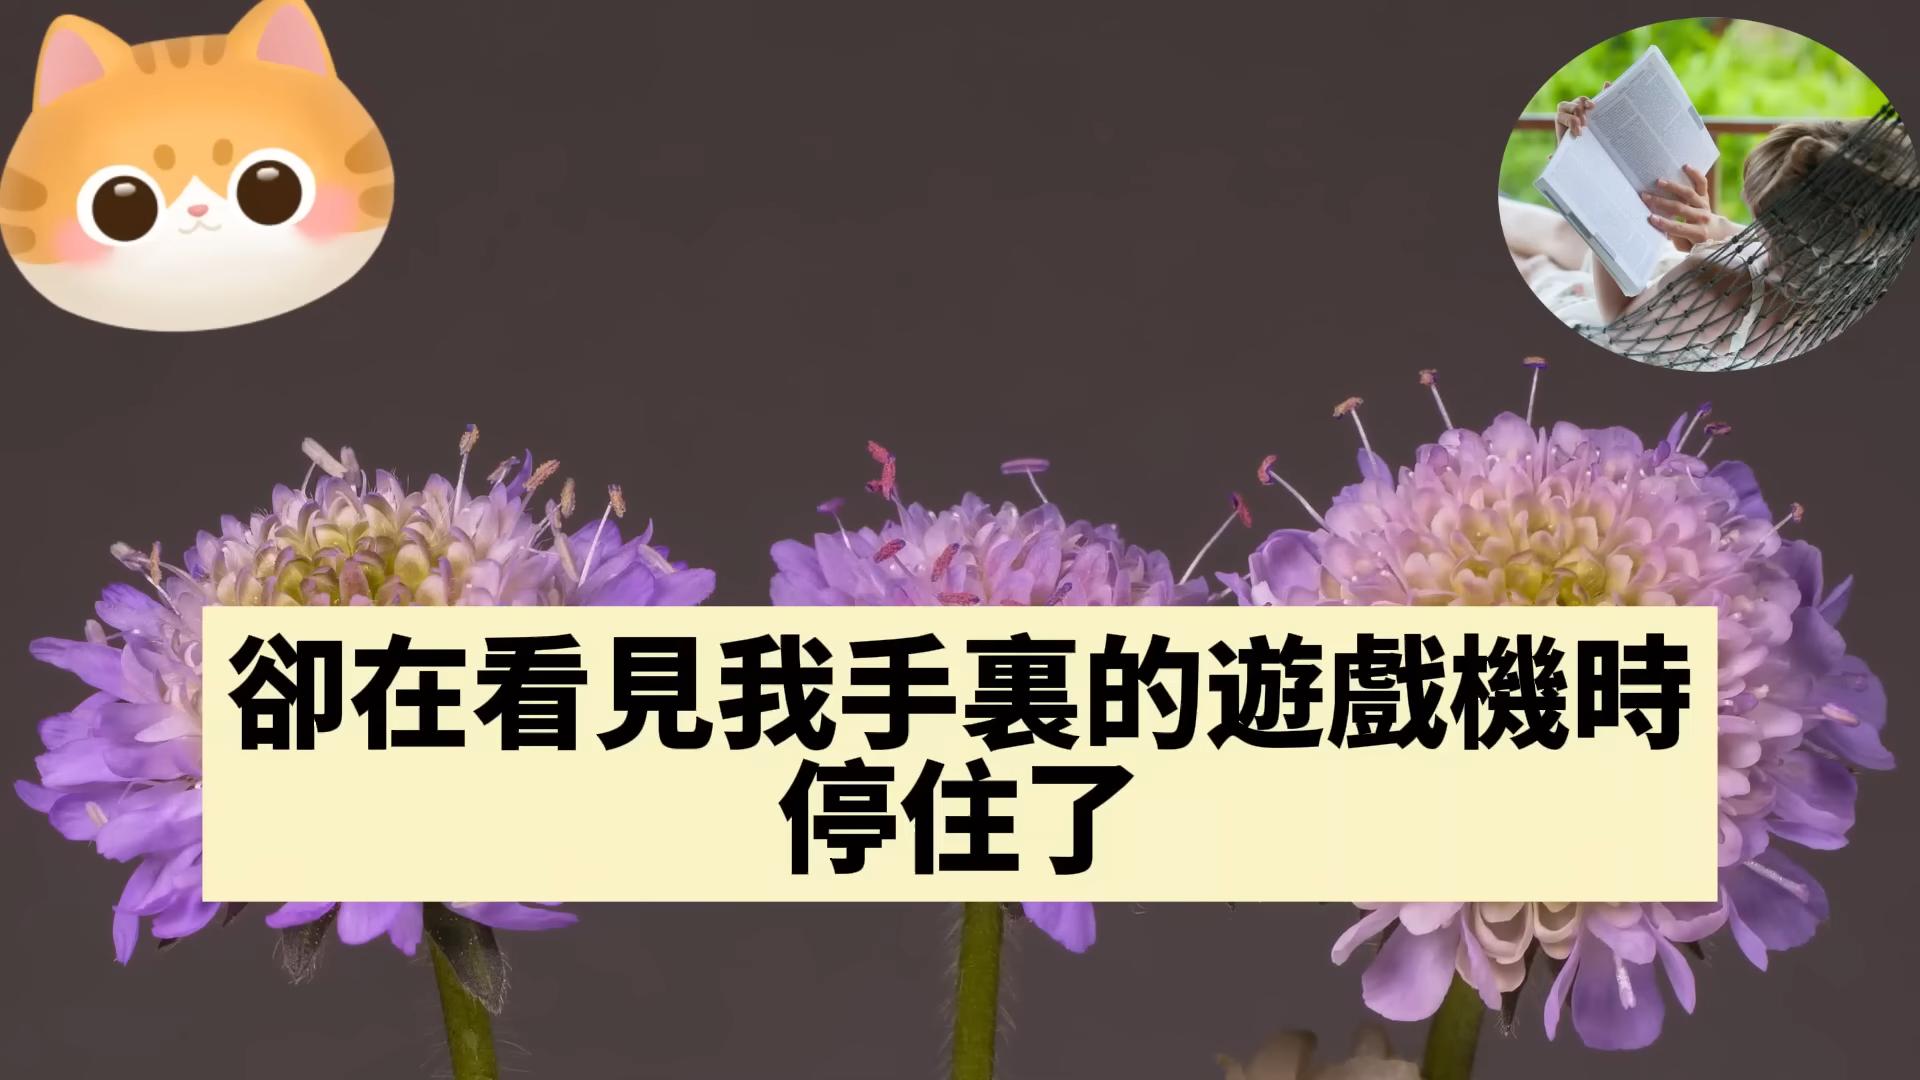 卻在看見我手裏的遊戲機時
停住了